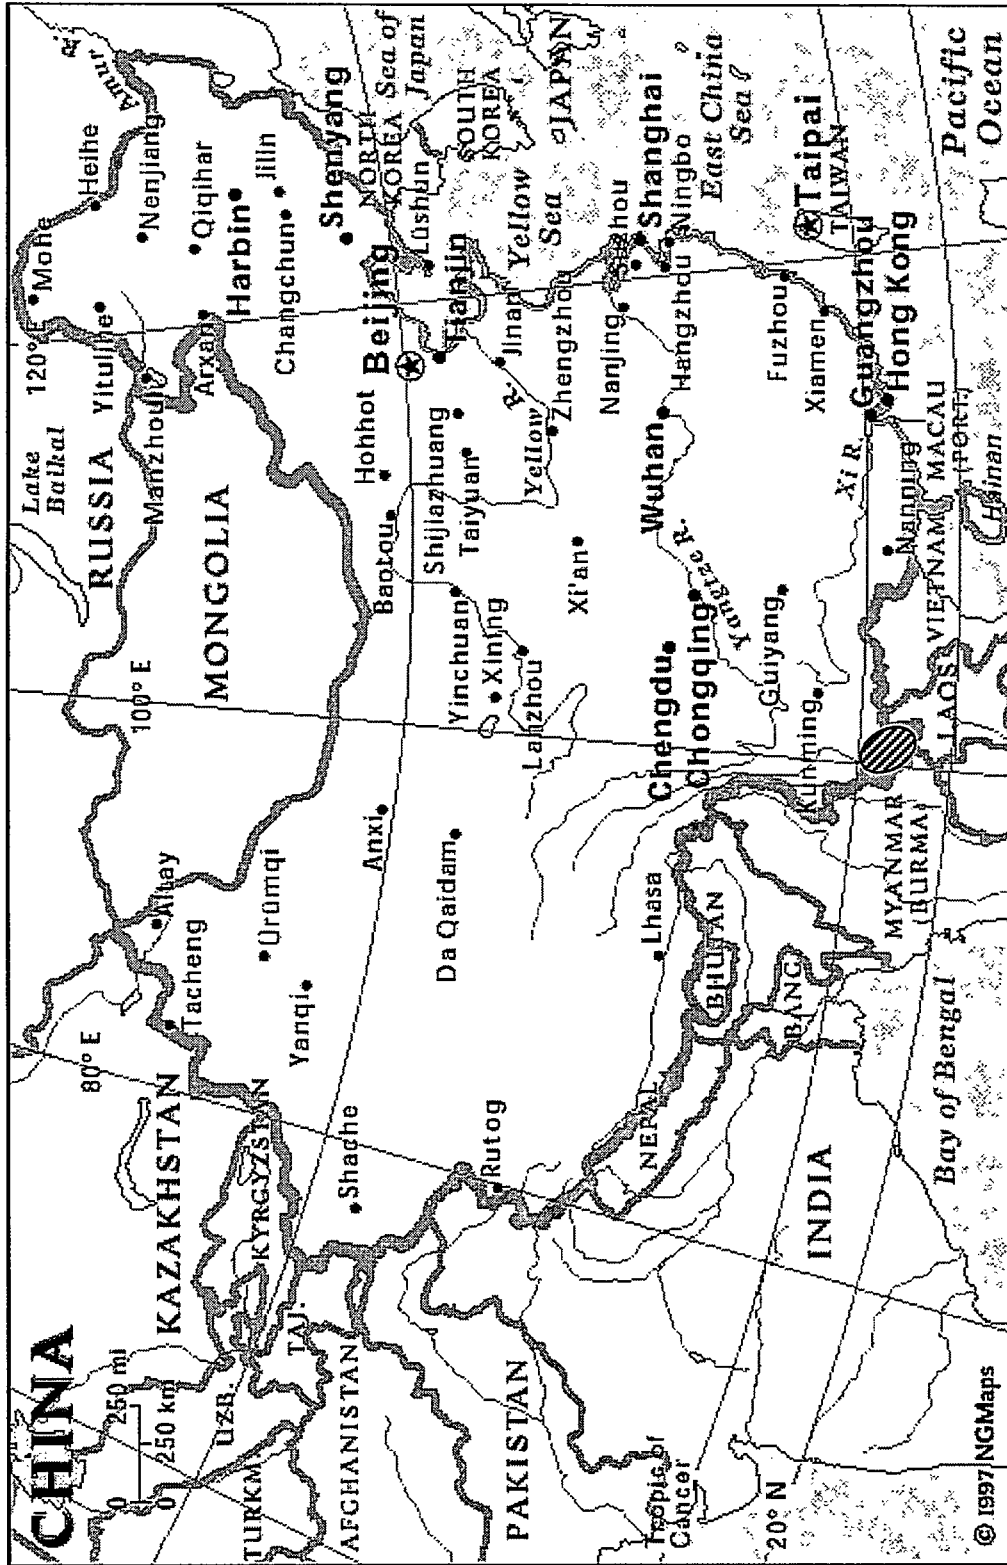 CHINA
0 250 mi
0 250 km
80° E
100° E
120° E
Lake
Baikal
RUSSIA
Amur
KAZAKHSTAN
MONGOLIA
Mohe
Heihe
Yitulihe
Nenjiang
Manzhouli
Qiqihar
Arxan
Harbin
Jilin
Changchun
Altay
Tacheng
Ürümqi
Yanqi
UZB.
KYRGYZSTAN
TURKM.
TAJ.
AFGHANISTAN
Shache
Shenyang
NORTH
KOREA
Sea of
Japan
SOUTH
KOREA
JAPAN
Hohhot
Beijing
Baotou
Lüshun
Tianjin
Anxi
Shijiazhuang
Taiyuan
Jinan
Yellow
Sea
Yinchuan
Xining
Da Qaidam
Lanzhou
Yellow R.
Zhengzhou
Rutog
PAKISTAN
Xi'an
Nanjing
Suzhou
Shanghai
Ningbo
Hangzhou
East China
Sea
Wuhan
Chengdu
Chongqing
Yangtze R.
Lhasa
NEPAL
BHUTAN
BANG.
INDIA
Tropic of
Cancer
20° N
Guiyang
Kunming
Fuzhou
Xiamen
Taipai
TAIWAN
Xi R.
Guangzhou
Hong Kong
Nanning
MACAU
(PORT.)
Hainan
VIETNAM
LAOS
MYANMAR
(BURMA)
Bay of Bengal
Pacific
Ocean
© 1997 NGMaps